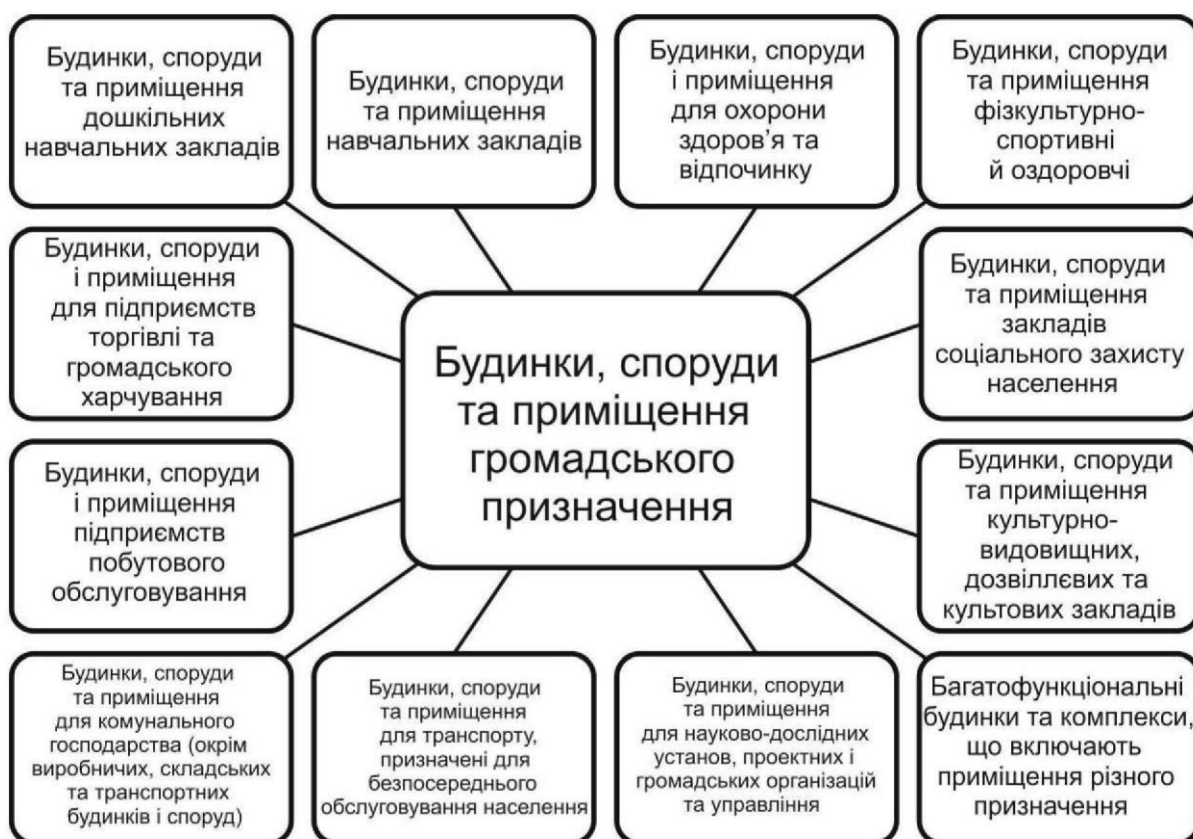 Будинки, споруди
та приміщення
дошкільних
навчальних закладів
Будинки, споруди
та приміщення
навчальних закладів
Будинки, споруди
і приміщення
для охорони
здоров’я та
відпочинку
Будинки, споруди
та приміщення
фізкультурно-
спортивні
й оздоровчі
Будинки, споруди
і приміщення
для підприємств
торгівлі та
громадського
харчування
Будинки, споруди
та приміщення
громадського
призначення
Будинки, споруди
та приміщення
закладів
соціального захисту
населення
Будинки, споруди
і приміщення
підприємств
побутового
обслуговування
Будинки, споруди
та приміщення
культурно-
видовищних,
дозвіллєвих та
культових закладів
Будинки, споруди
та приміщення
для комунального
господарства (окрім
виробничих, складських
та транспортних
будинків і споруд)
Будинки, споруди
та приміщення
для транспорту,
призначені для
безпосереднього
обслуговування населення
Будинки, споруди
та приміщення
для науково-дослідних
установ, проектних і
громадських організацій
та управління
Багатофункціональні
будинки та комплекси,
що включають
приміщення різного
призначення